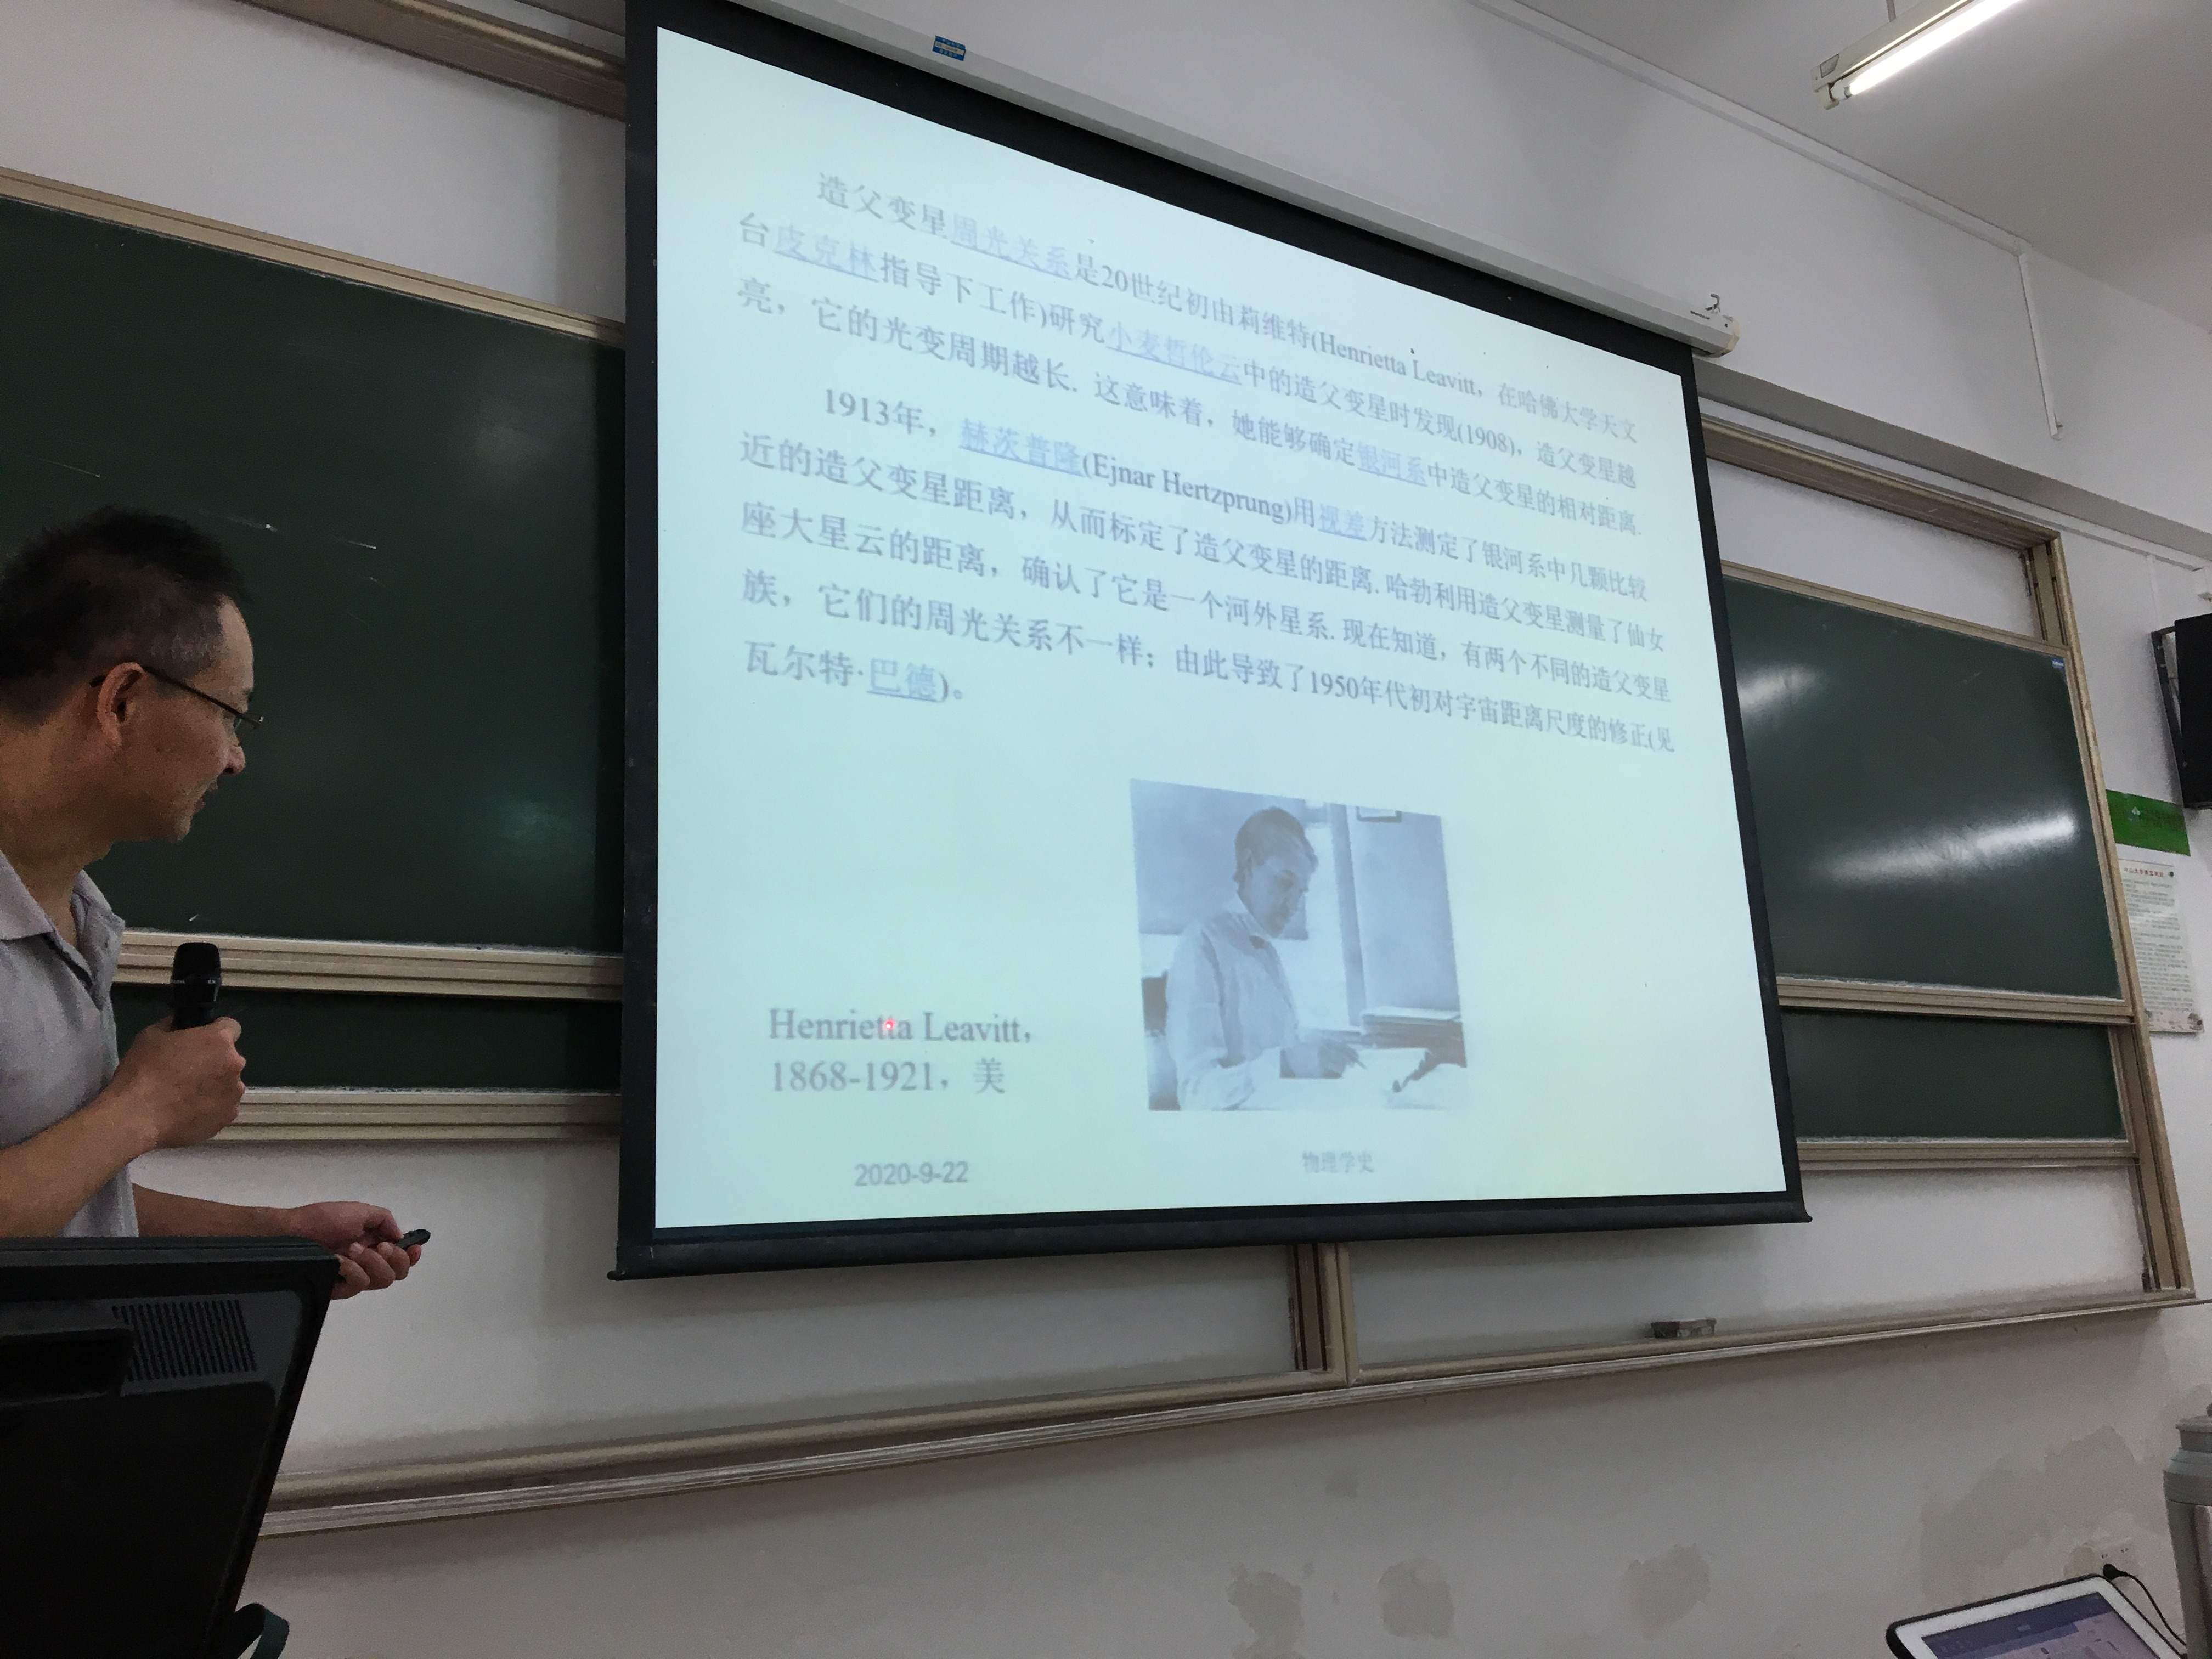 造父变星周光关系是20世纪初由莉维特(Henrietta Leavitt，在哈佛大学天文
台皮克林指导下工作)研究小麦哲伦云中的造父变星时发现(1908)，造父变星越
亮，它的光变周期越长. 这意味着，她能够确定银河系中造父变星的相对距离.
1913年，赫茨普隆(Ejnar Hertzprung)用视差方法测定了银河系中几颗比较
近的造父变星距离，从而标定了造父变星的距离. 哈勃利用造父变星测量了仙女
座大星云的距离，确认了它是一个河外星系. 现在知道，有两个不同的造父变星
族，它们的周光关系不一样；由此导致了1950年代初对宇宙距离尺度的修正(见
瓦尔特·巴德)。
Henrietta Leavitt，
1868-1921，美
2020-9-22
物理学史